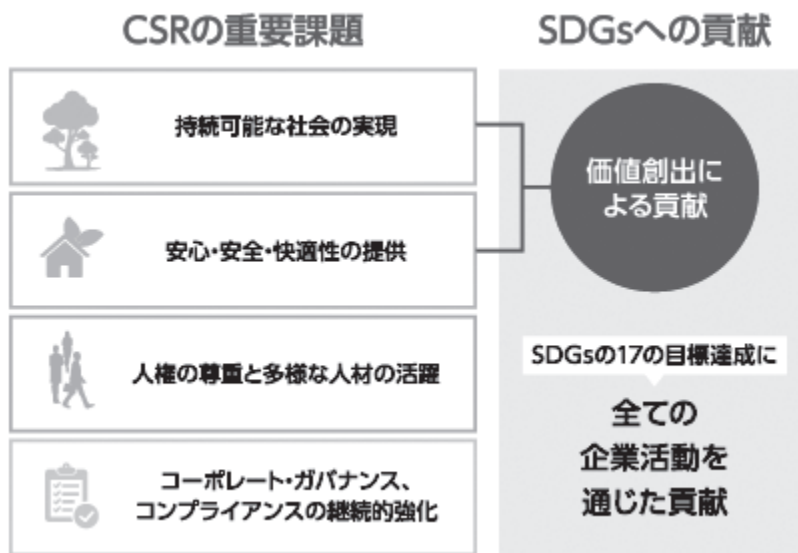 CSRの重要課題
SDGsへの貢献
持続可能な社会の実現
安心・安全・快適性の提供
人権の尊重と多様な人材の活躍
コーポレート・ガバナンス、
コンプライアンスの継続的強化
価値創出に
よる貢献
SDGsの17の目標達成に
全ての
企業活動を
通じた貢献